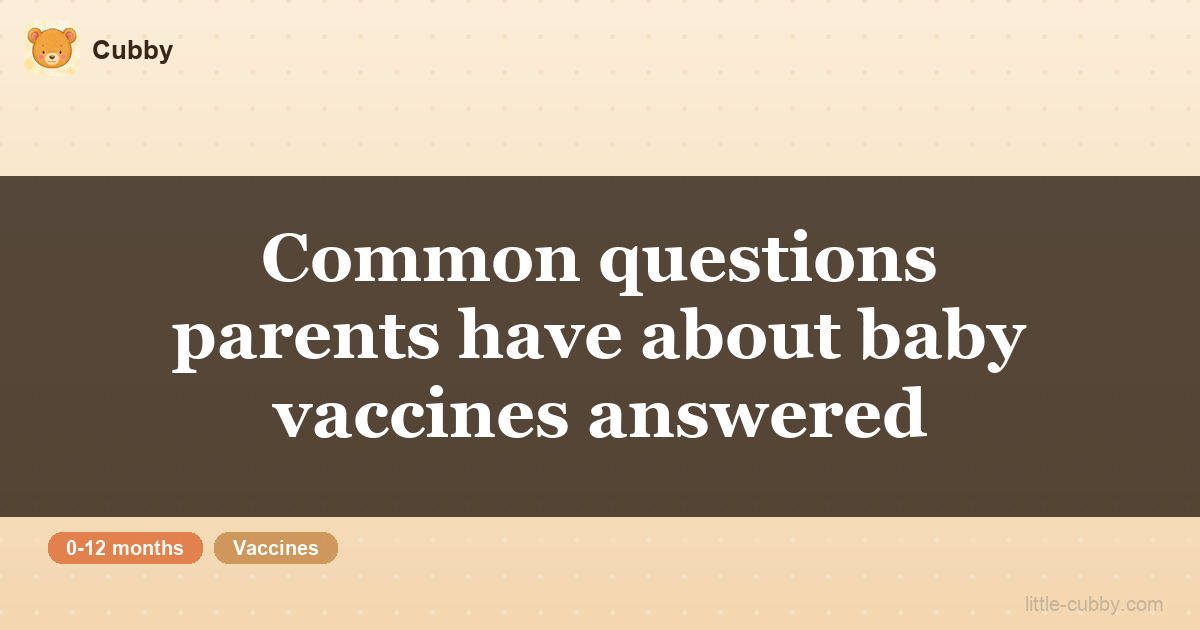 Cubby
Common questions
parents have about baby
vaccines answered
0-12 months
Vaccines
little-cubby.com